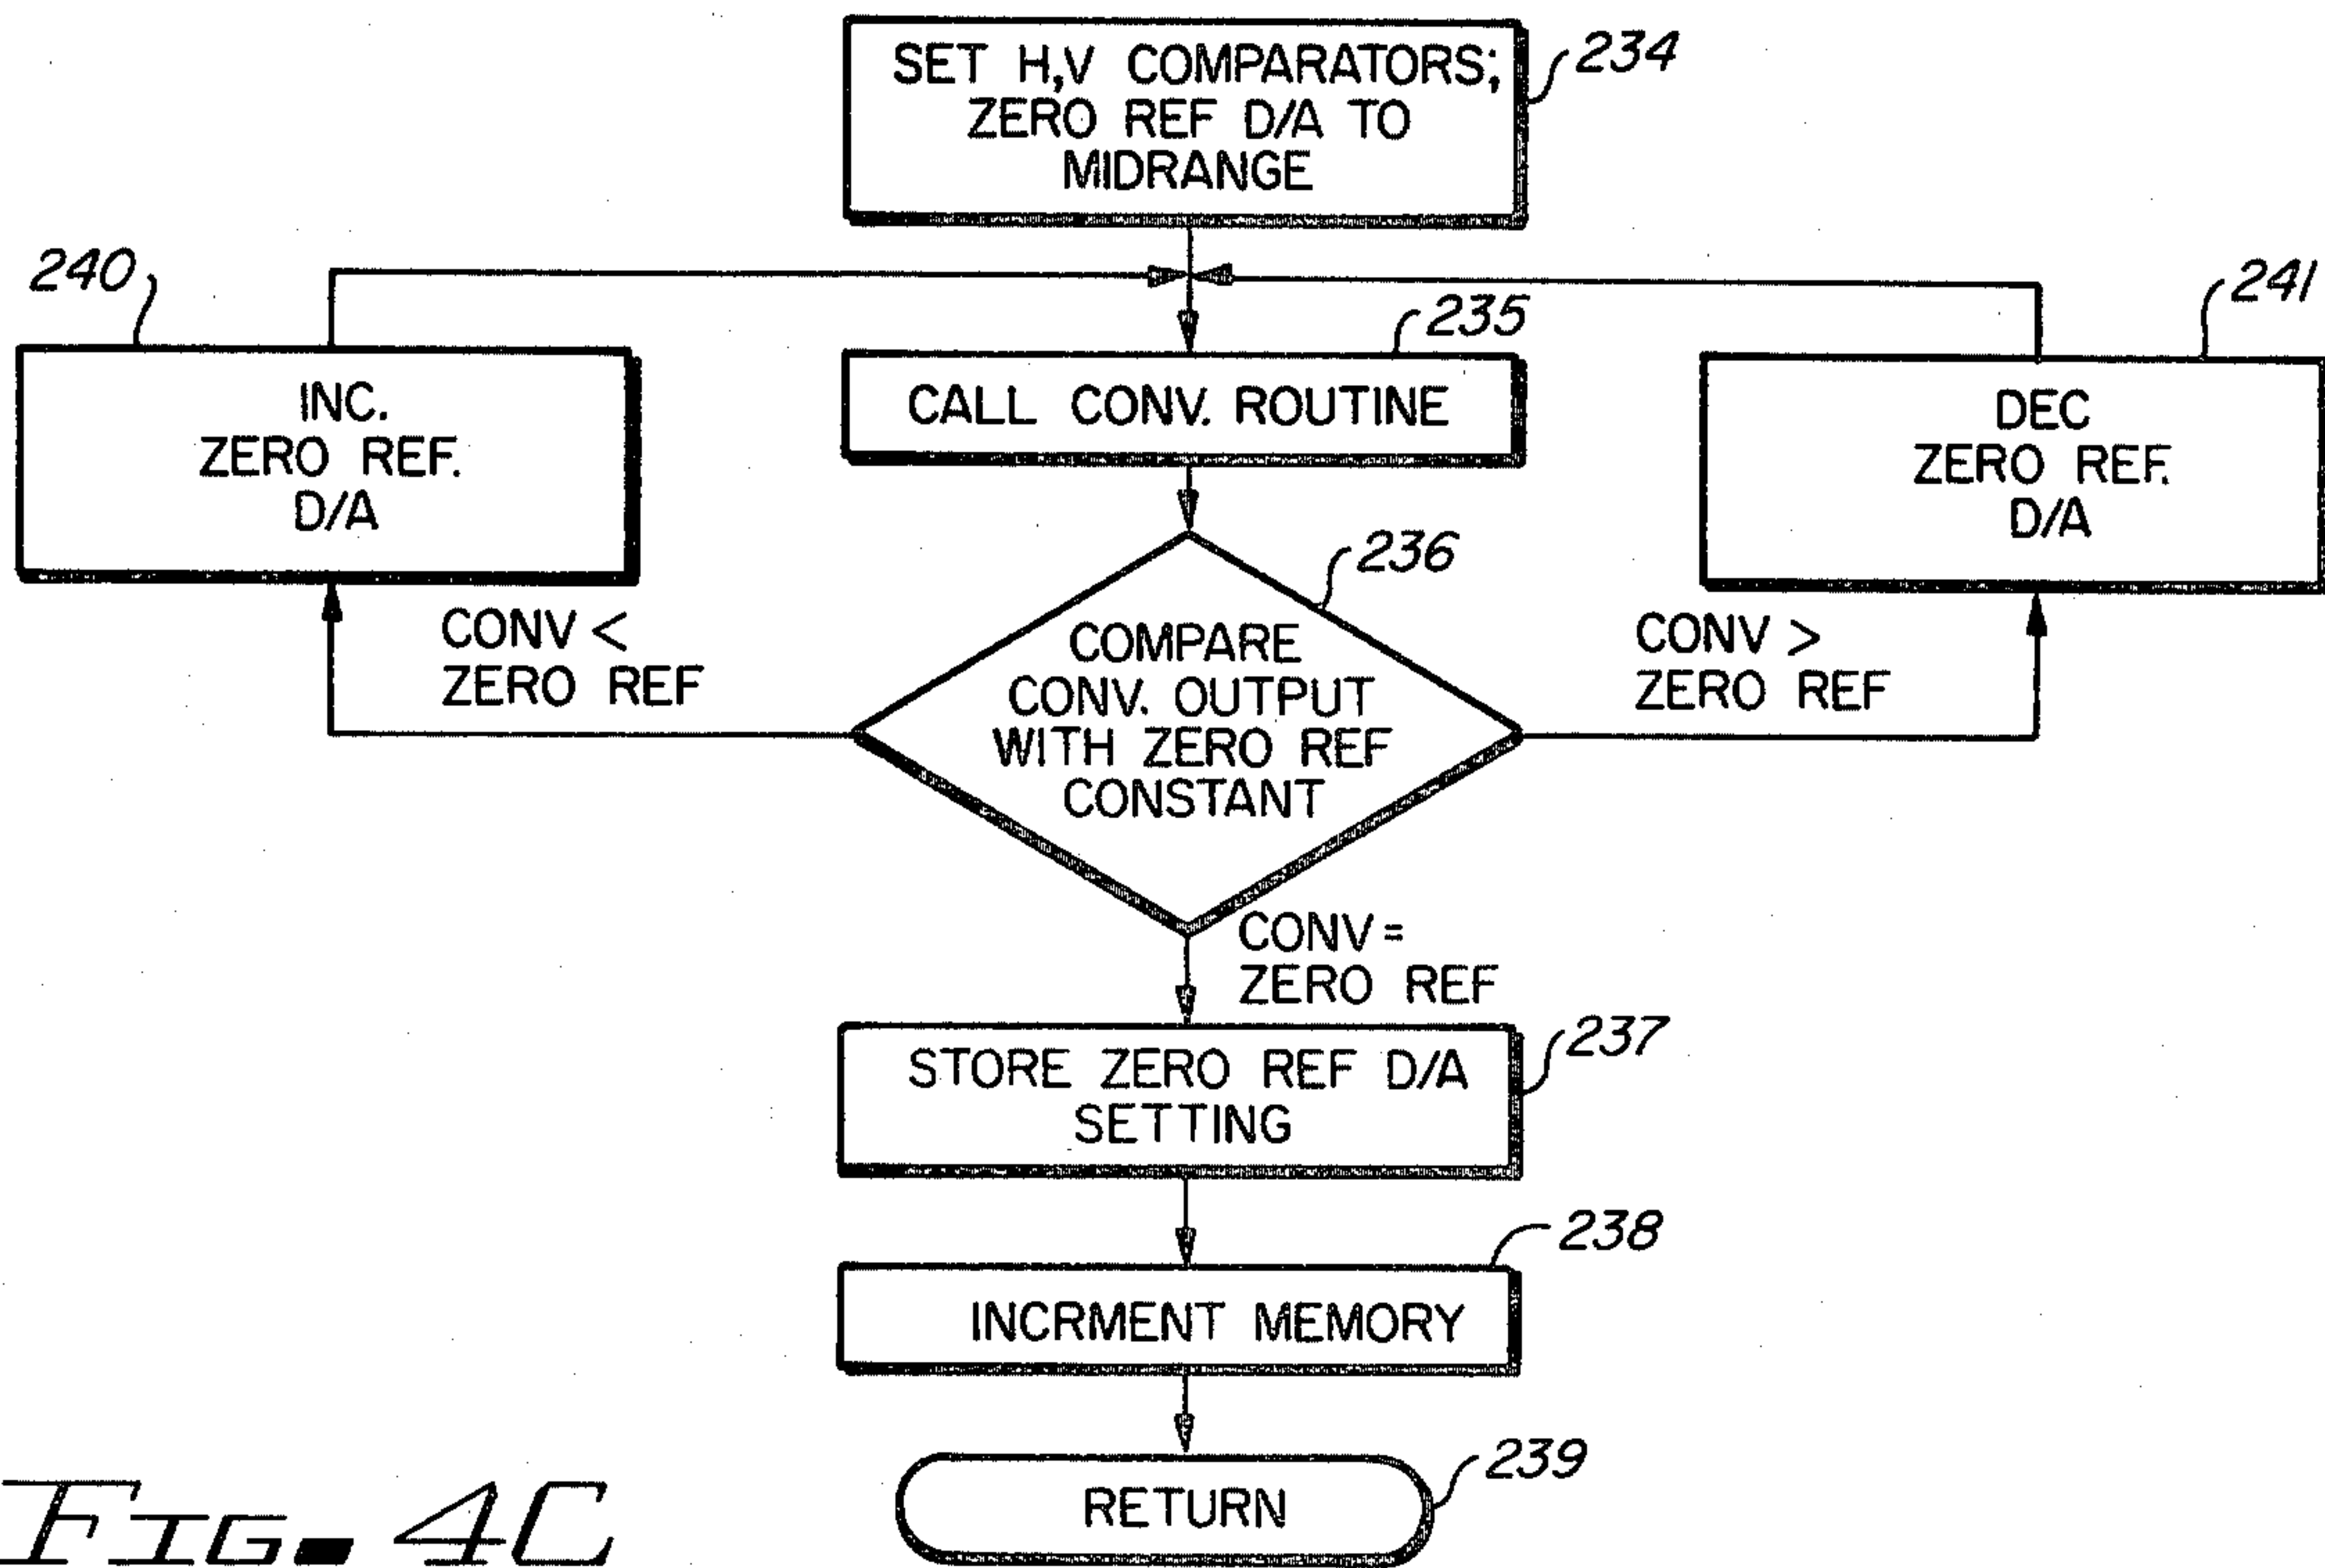 SET H,V COMPARATORS;
ZERO REF D/A TO
MIDRANGE
234
240
241
235
INC.
ZERO REF.
D/A
CALL CONV. ROUTINE
DEC
ZERO REF.
D/A
236
CONV <
ZERO REF
COMPARE
CONV. OUTPUT
WITH ZERO REF
CONSTANT
CONV >
ZERO REF
CONV =
ZERO REF
237
STORE ZERO REF D/A
SETTING
238
INCRMENT MEMORY
239
RETURN
FIG. 4C